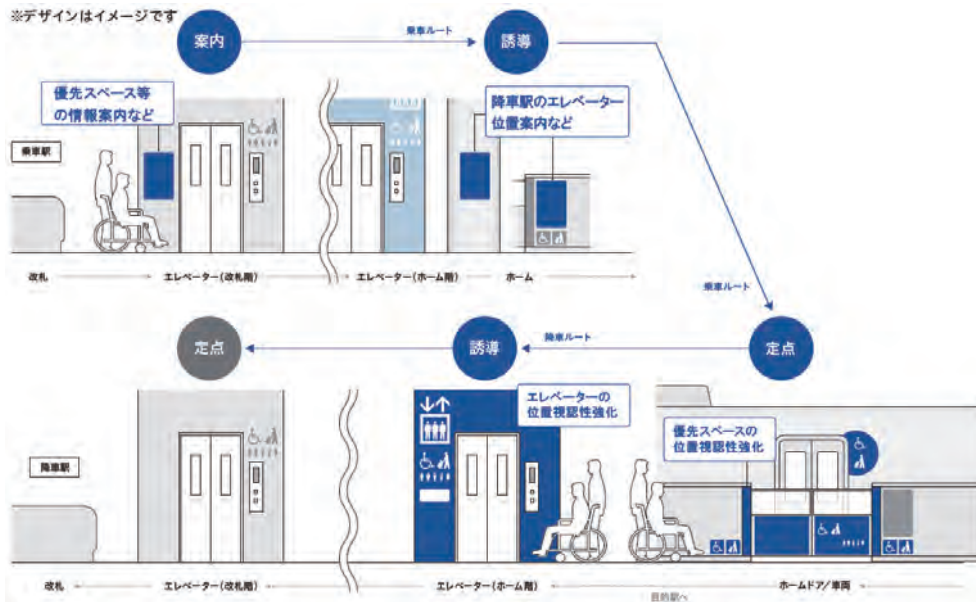 ※デザインはイメージです
案内
乗車ルート
誘導
優先スペース等
の情報案内など
降車駅のエレベーター
位置案内など
乗車駅
改札
エレベーター(改札階)
エレベーター(ホーム階)
ホーム
乗車ルート
定点
誘導
降車ルート
定点
エレベーターの
位置視認性強化
優先スペースの
位置視認性強化
降車駅
改札
エレベーター(改札階)
エレベーター(ホーム階)
目的駅へ
ホームドア/車両